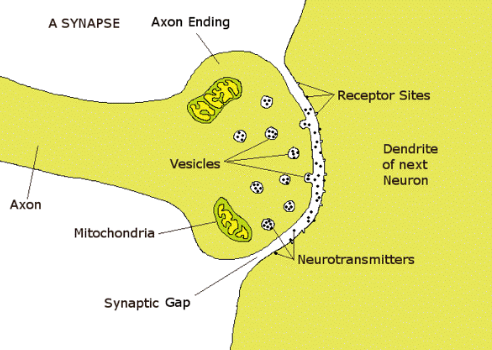 A SYNAPSE
Axon Ending
Receptor Sites
Dendrite
of next
Neuron
Vesicles
Axon
Mitochondria
Neurotransmitters
Synaptic Gap